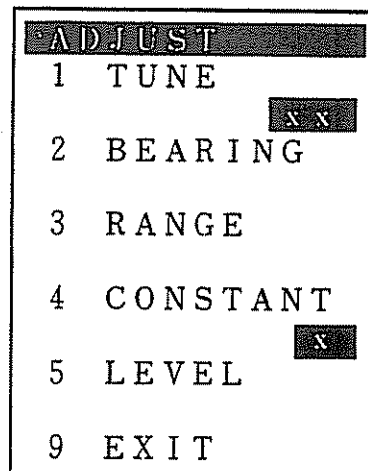 ADJUST
1 TUNE
XX
2 BEARING
3 RANGE
4 CONSTANT
X
5 LEVEL
9 EXIT